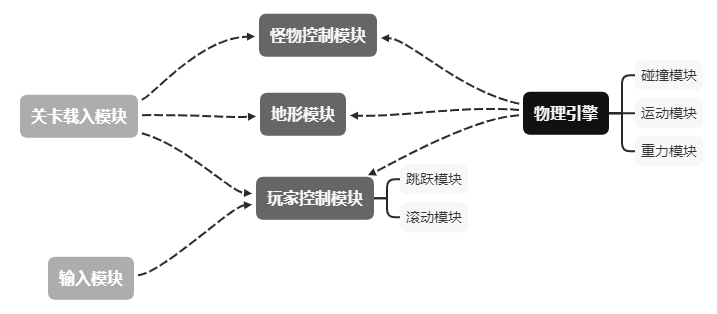 怪物控制模块
碰撞模块
关卡载入模块
地形模块
物理引擎
运动模块
重力模块
跳跃模块
玩家控制模块
滚动模块
输入模块